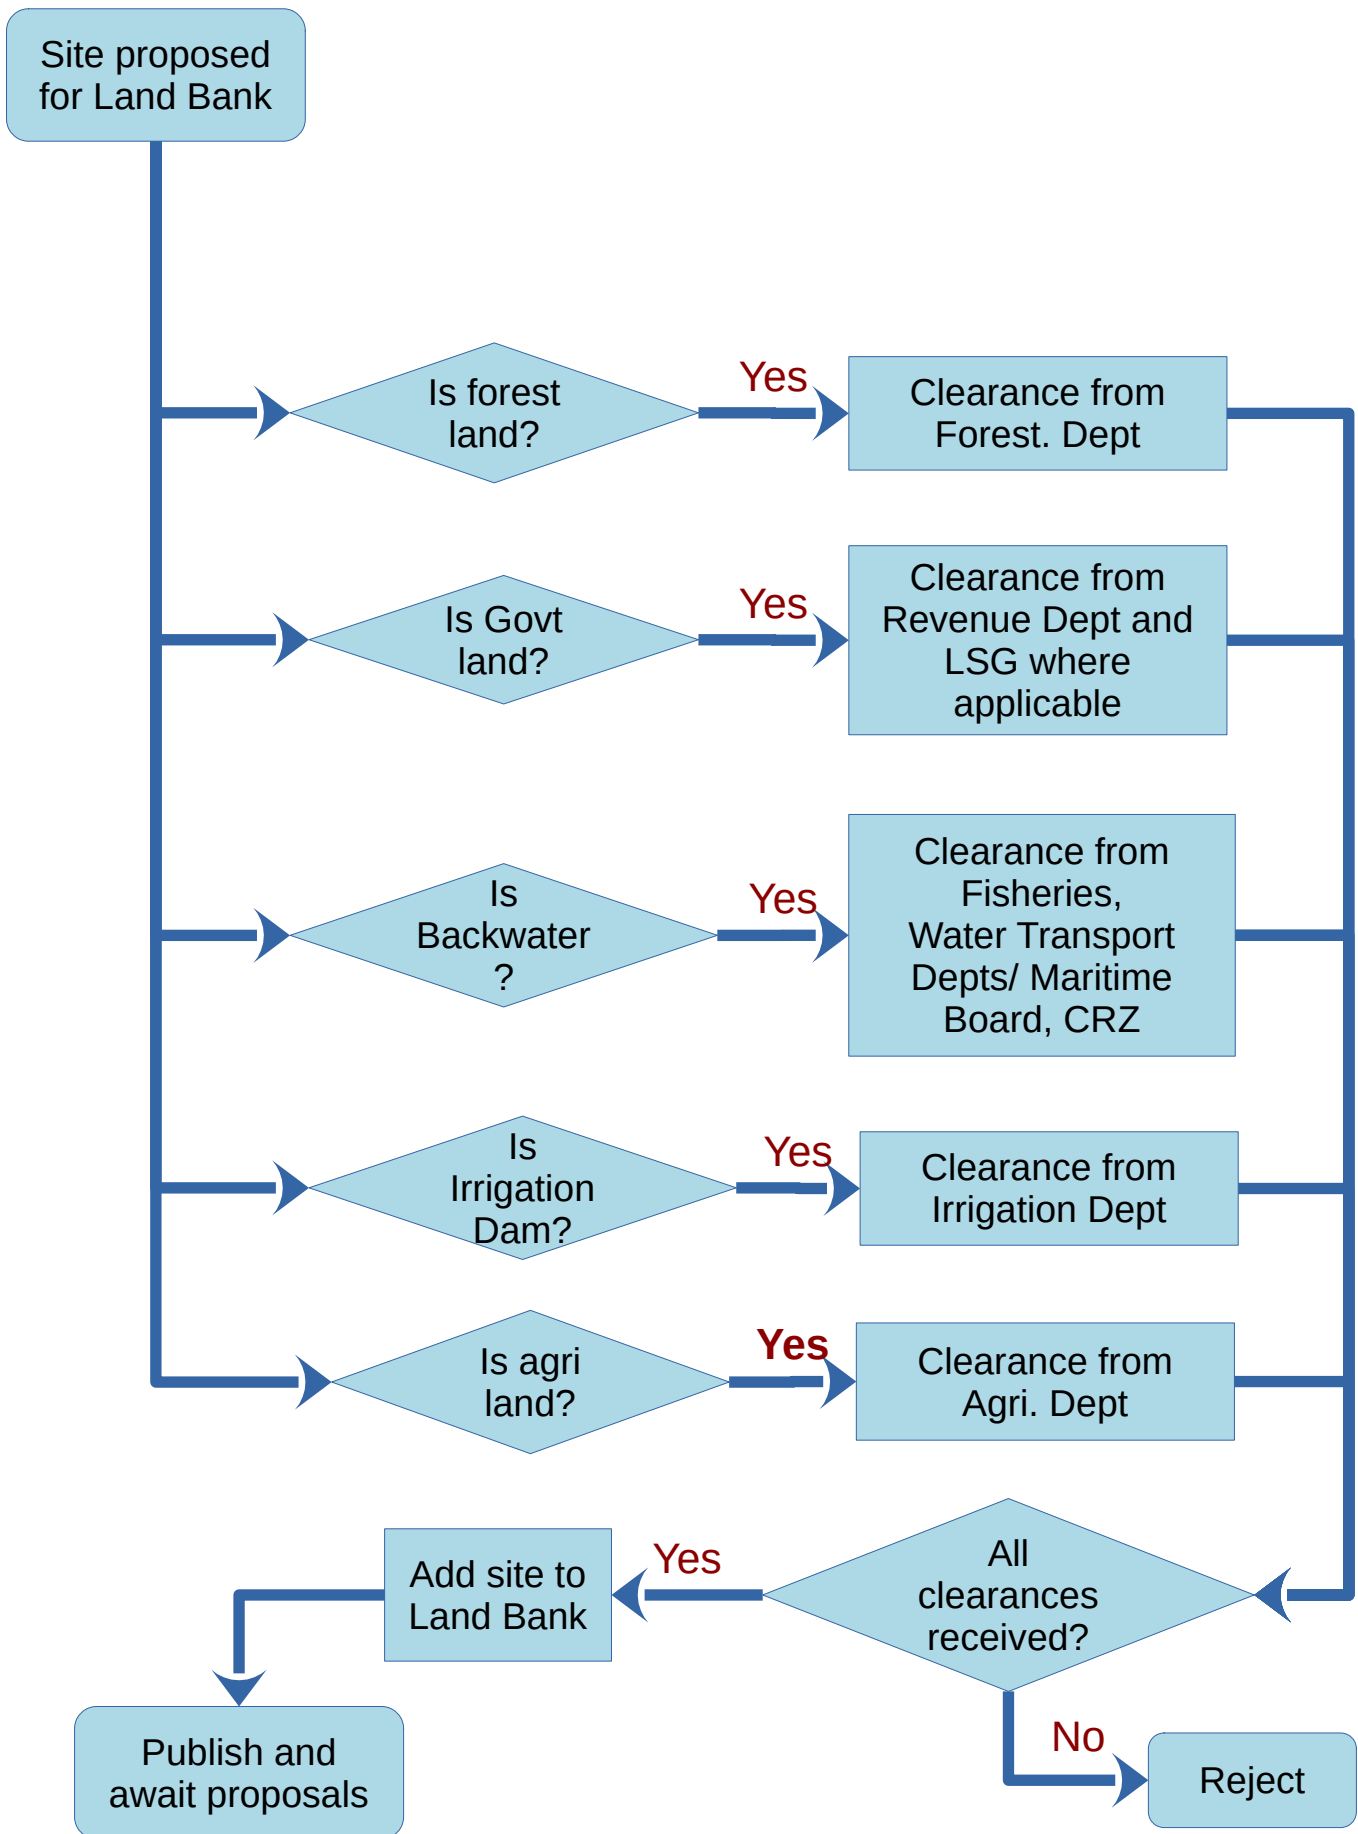 Site proposed
for Land Bank
Is forest
land?
Yes
Clearance from
Forest. Dept
Is Govt
land?
Yes
Clearance from
Revenue Dept and
LSG where
applicable
Is
Backwater
?
Yes
Clearance from
Fisheries,
Water Transport
Depts/ Maritime
Board, CRZ
Is
Irrigation
Dam?
Yes
Clearance from
Irrigation Dept
Is agri
land?
Yes
Clearance from
Agri. Dept
All
clearances
received?
Yes
Add site to
Land Bank
Publish and
await proposals
No
Reject